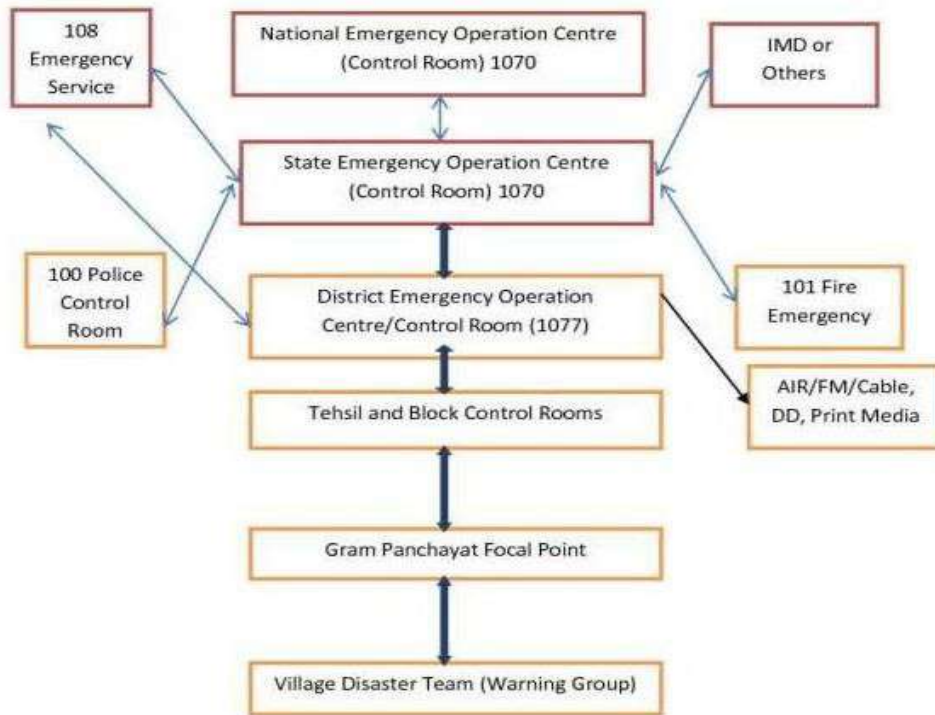 108
Emergency
Service
National Emergency Operation Centre
(Control Room) 1070
IMD or
Others
State Emergency Operation Centre
(Control Room) 1070
100 Police
Control
Room
District Emergency Operation
Centre/Control Room (1077)
101 Fire
Emergency
AIR/FM/Cable,
DD, Print Media
Tehsil and Block Control Rooms
Gram Panchayat Focal Point
Village Disaster Team (Warning Group)